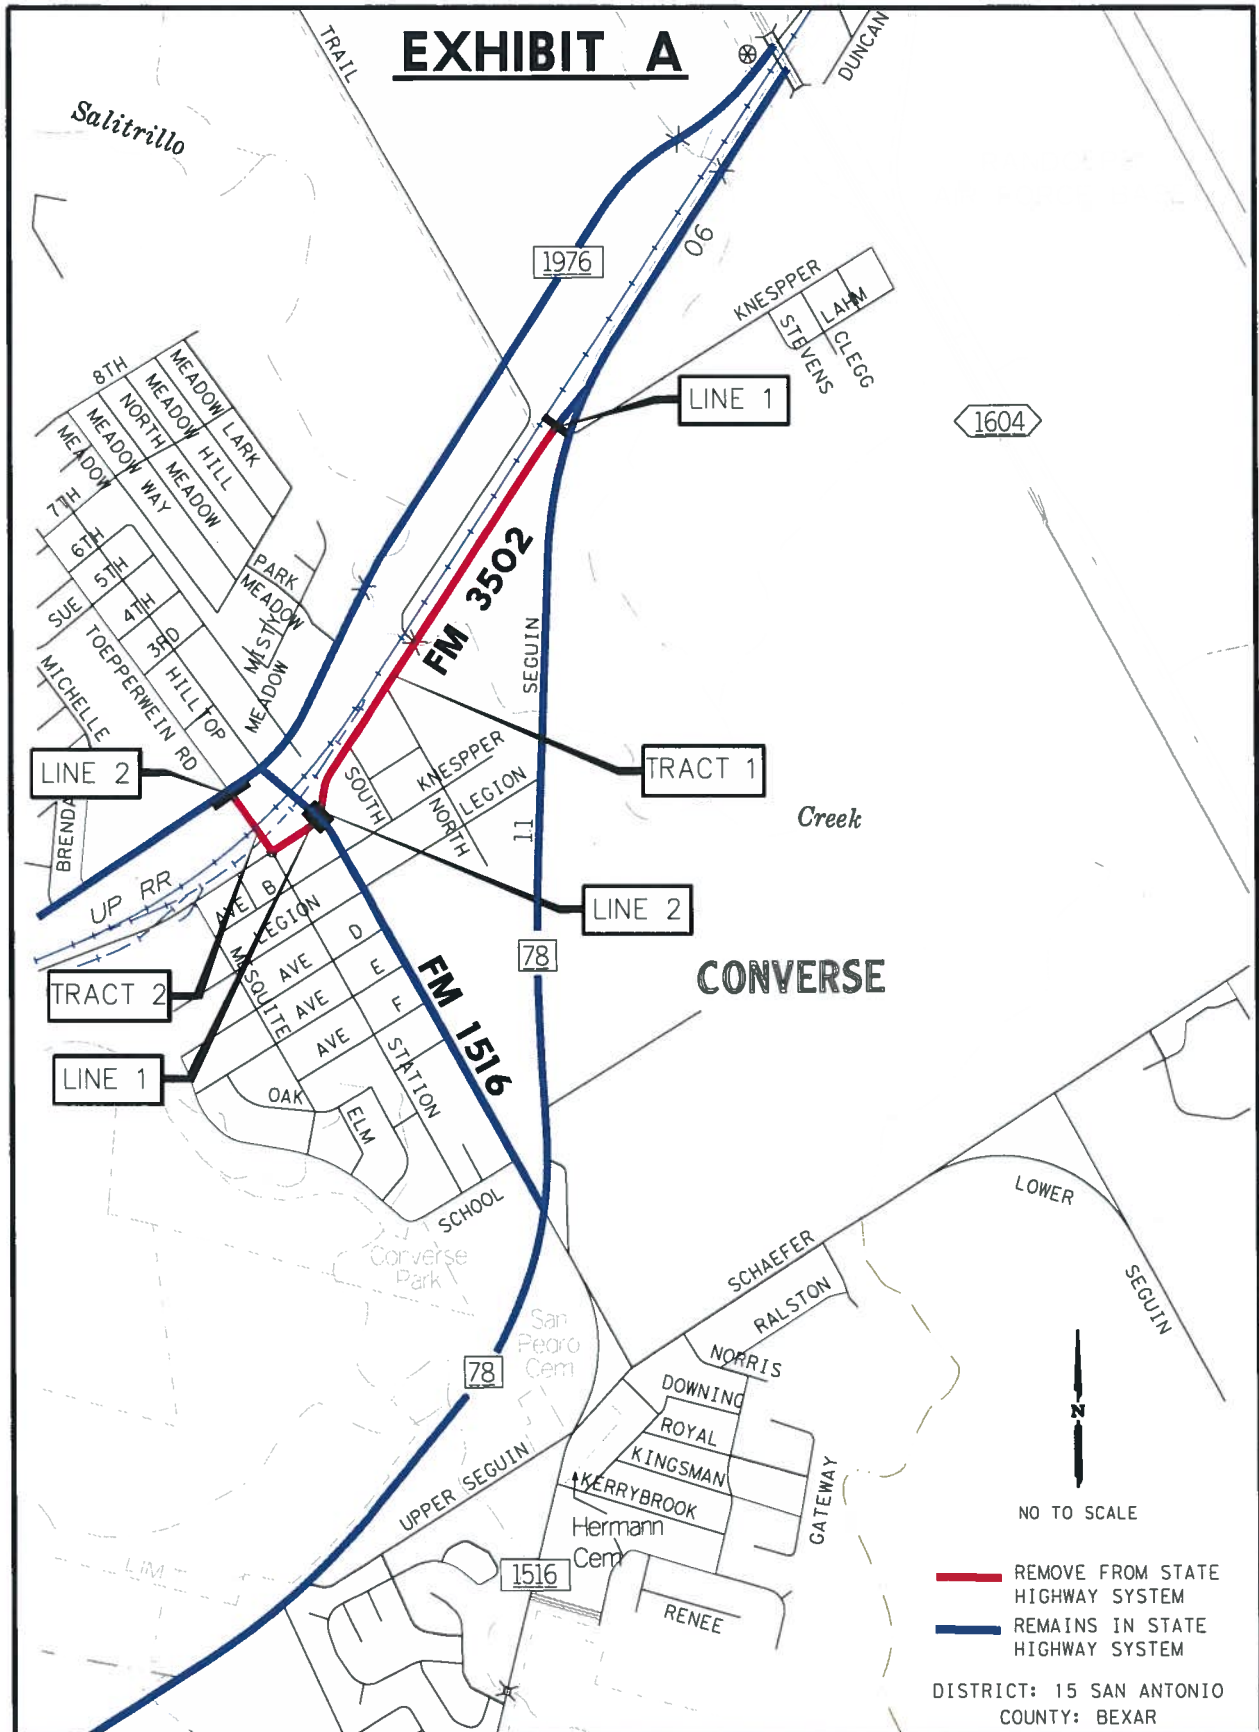 EXHIBIT A
TRAIL
DUNCAN
Salitrillo
06
1976
KNESPPER
LAHM
STEVENS
CLEGG
8TH
MEADOW LARK
MEADOW HILL
NORTH MEADOW
MEADOW WAY
MEADOW
LINE 1
1604
7TH
6TH
5TH
4TH
3RD
SUE
PARK
MEADOW
MISTY
MEADOW
FM 3502
SEGUIN
TOEPPERWEIN RD
HILL TOP
MICHELLE
LINE 2
BRENDA
SOUTH
KNESPPER
NORTH
LEGION
TRACT 1
11
Creek
UP RR
AVE B
LEGION
LINE 2
D
AVE
E
AVE
F
AVE
MESQUITE
STATION
FM 1516
78
CONVERSE
TRACT 2
LINE 1
OAK
ELM
SCHOOL
LOWER
SEGUIN
Converse
Park
SCHAEFER
RALSTON
San
Pedro
Cem
78
NORRIS
DOWNING
ROYAL
KINGSMAN
KERRYBROOK
GATEWAY
UPPER SEGUIN
Hermann
Cem
1516
RENEE
LIM
N
NO TO SCALE
REMOVE FROM STATE
HIGHWAY SYSTEM
REMAINS IN STATE
HIGHWAY SYSTEM
DISTRICT: 15 SAN ANTONIO
COUNTY: BEXAR